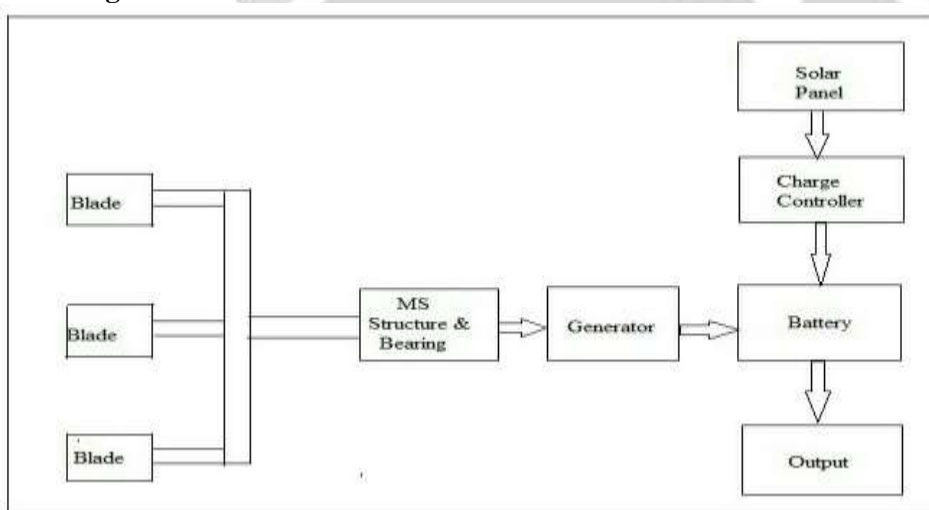 Solar
Panel
Charge
Controller
Blade
Blade
Blade
MS
Structure &
Bearing
Generator
Battery
Output